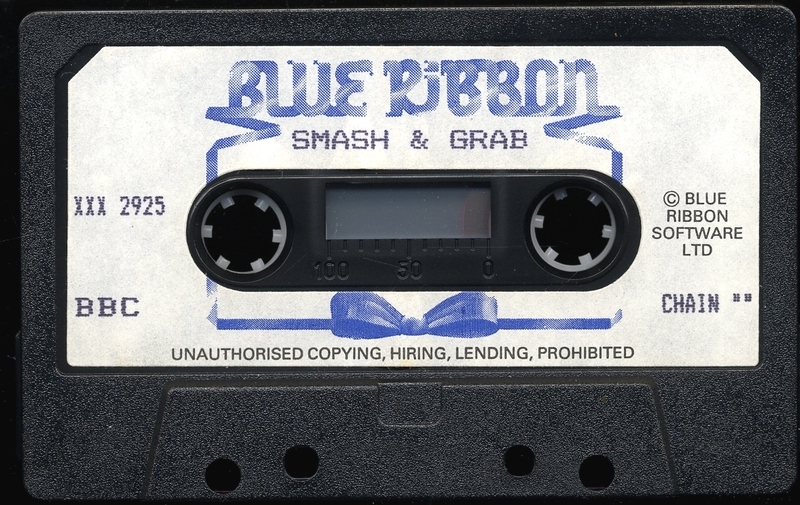 BLUE RiBBON
SMASH & GRAB
XXX 2925
© BLUE
RIBBON
SOFTWARE
LTD
100 50 0
BBC
CHAIN ""
UNAUTHORISED COPYING, HIRING, LENDING, PROHIBITED